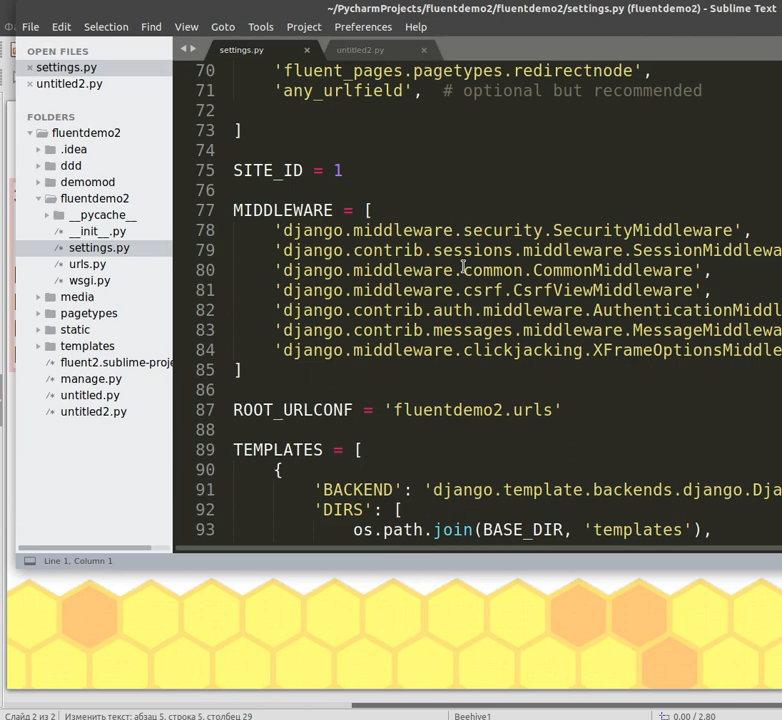 ~/PycharmProjects/fluentdemo2/fluentdemo2/settings.py (fluentdemo2) - Sublime Text
File Edit Selection Find View Goto Tools Project Preferences Help
OPEN FILES
settings.py
untitled2.py
FOLDERS
fluentdemo2
.idea
ddd
demomod
fluentdemo2
__pycache__
__init__.py
settings.py
urls.py
wsgi.py
media
pagetypes
static
templates
fluent2.sublime-proje
manage.py
untitled.py
untitled2.py
settings.py untitled2.py
70 'fluent_pages.pagetypes.redirectnode',
71 'any_urlfield', # optional but recommended
72
73 ]
74
75 SITE_ID = 1
76
77 MIDDLEWARE = [
78 'django.middleware.security.SecurityMiddleware',
79 'django.contrib.sessions.middleware.SessionMiddlewa
80 'django.middleware.common.CommonMiddleware',
81 'django.middleware.csrf.CsrfViewMiddleware',
82 'django.contrib.auth.middleware.AuthenticationMiddl
83 'django.contrib.messages.middleware.MessageMiddlewa
84 'django.middleware.clickjacking.XFrameOptionsMiddle
85 ]
86
87 ROOT_URLCONF = 'fluentdemo2.urls'
88
89 TEMPLATES = [
90 {
91 'BACKEND': 'django.template.backends.django.Dja
92 'DIRS': [
93 os.path.join(BASE_DIR, 'templates'),
Line 1, Column 1
Слайд 2 из 2 Изменить текст: абзац 5, строка 5, столбец 29 Beehive1 0.00 / 2.80